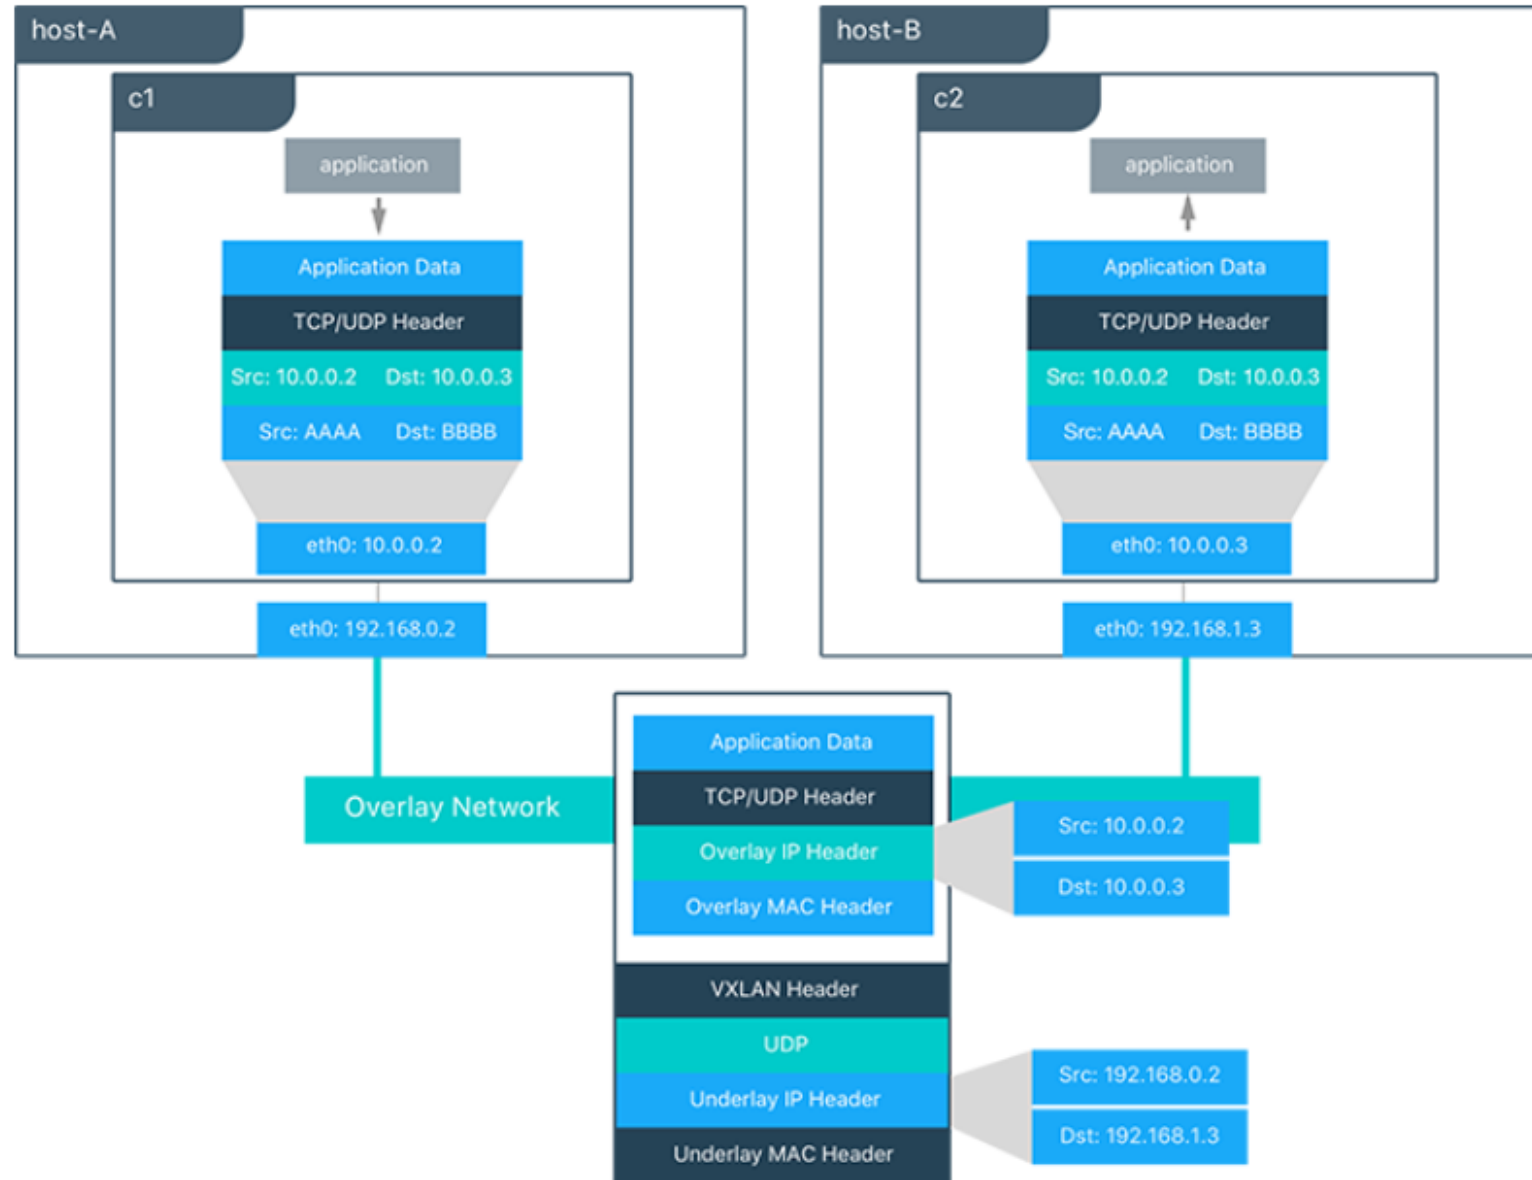 host-A
c1
application
Application Data
TCP/UDP Header
Src: 10.0.0.2 Dst: 10.0.0.3
Src: AAAA Dst: BBBB
eth0: 10.0.0.2
eth0: 192.168.0.2
host-B
c2
application
Application Data
TCP/UDP Header
Src: 10.0.0.2 Dst: 10.0.0.3
Src: AAAA Dst: BBBB
eth0: 10.0.0.3
eth0: 192.168.1.3
Overlay Network
Application Data
TCP/UDP Header
Overlay IP Header
Overlay MAC Header
Src: 10.0.0.2
Dst: 10.0.0.3
VXLAN Header
UDP
Underlay IP Header
Underlay MAC Header
Src: 192.168.0.2
Dst: 192.168.1.3